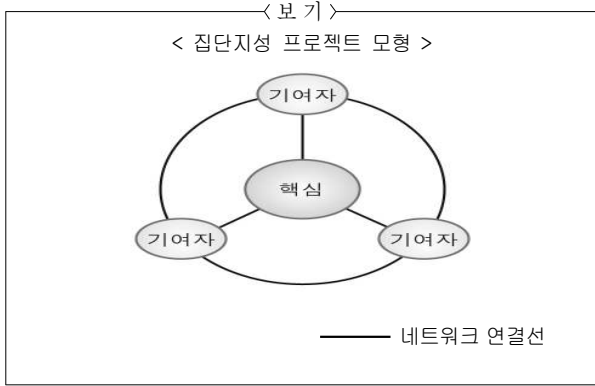 〈보 기〉
< 집단지성 프로젝트 모형 >
기여자
핵심
기여자
기여자
네트워크 연결선